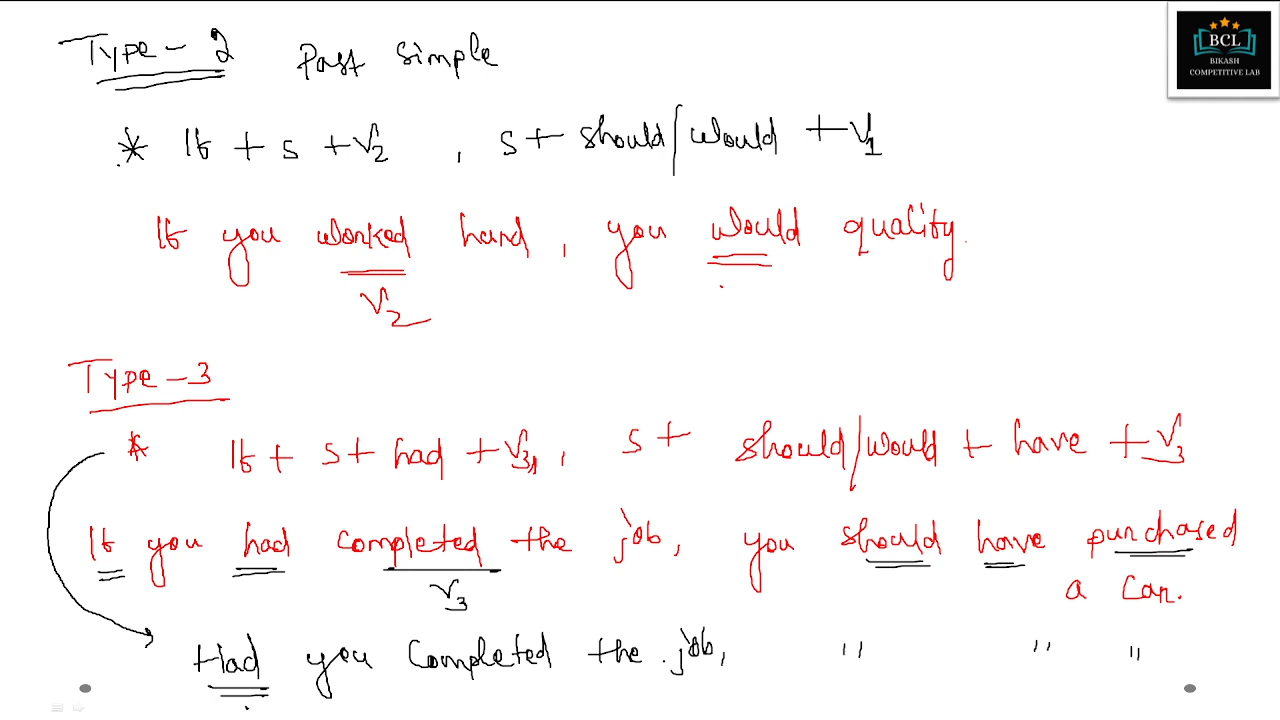 Type - 2 Past simple
BCL
BIKASH
COMPETITIVE LAB
* If + s + V2 , s + should/would + V1
If you worked hard, you would qualify.
V2
Type - 3
* If + s + had + V3, s + should/would + have + V3
If you had completed the job, you should have purchased
V3
a car.
Had you completed the job, " " "